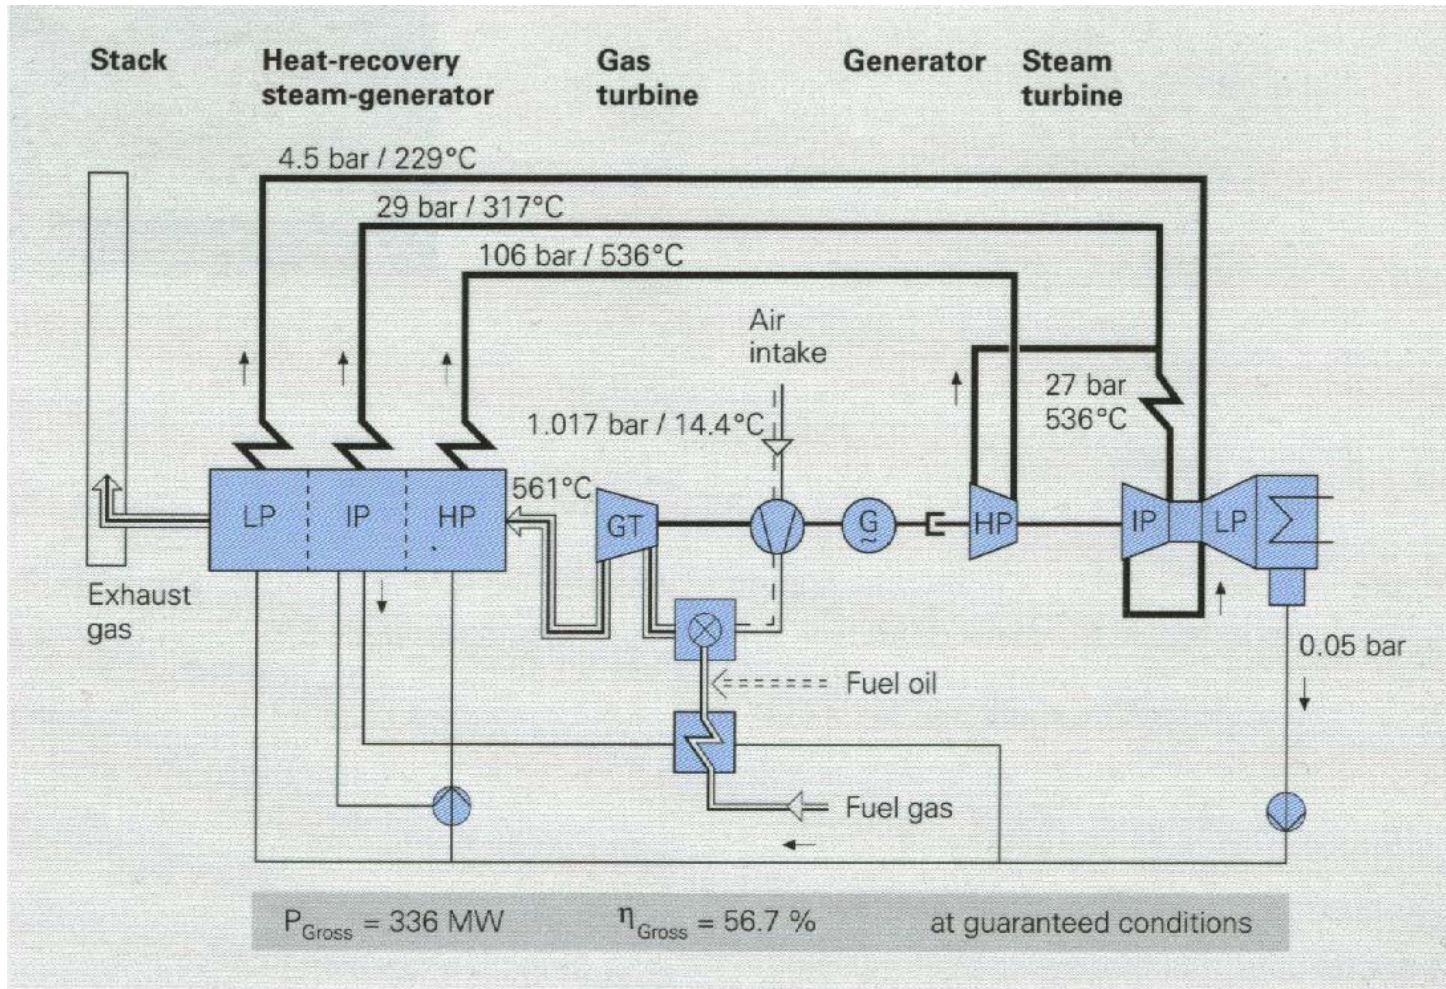 Stack
Heat-recovery
steam-generator
Gas
turbine
Generator
Steam
turbine
4.5 bar / 229°C
29 bar / 317°C
106 bar / 536°C
Air
intake
27 bar
536°C
1.017 bar / 14.4°C
561°C
LP
IP
HP
GT
G
~
HP
IP
LP
Exhaust
gas
0.05 bar
Fuel oil
Fuel gas
P_Gross = 336 MW
η_Gross = 56.7 %
at guaranteed conditions